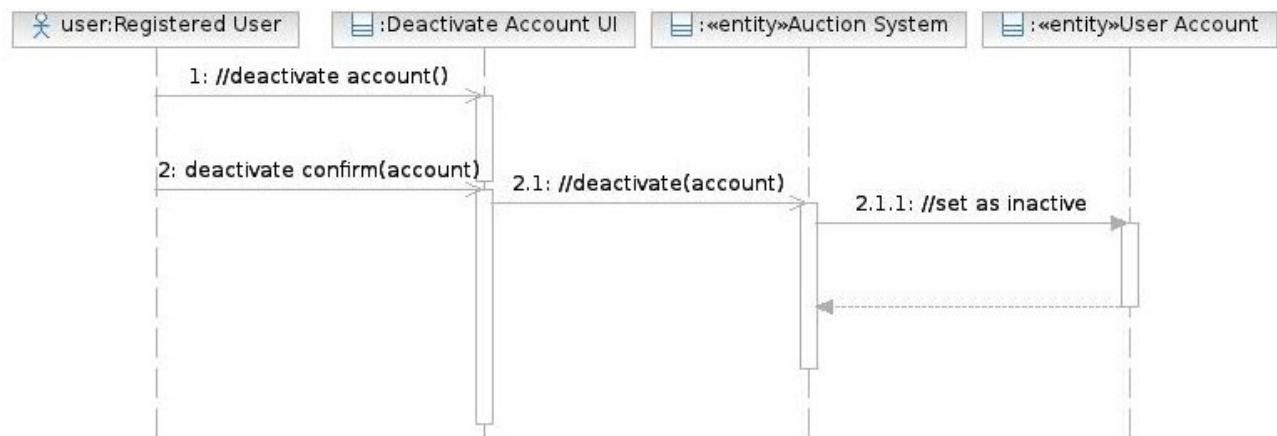 user:Registered User
:Deactivate Account UI
:«entity»Auction System
:«entity»User Account
1: //deactivate account()
2: deactivate confirm(account)
2.1: //deactivate(account)
2.1.1: //set as inactive